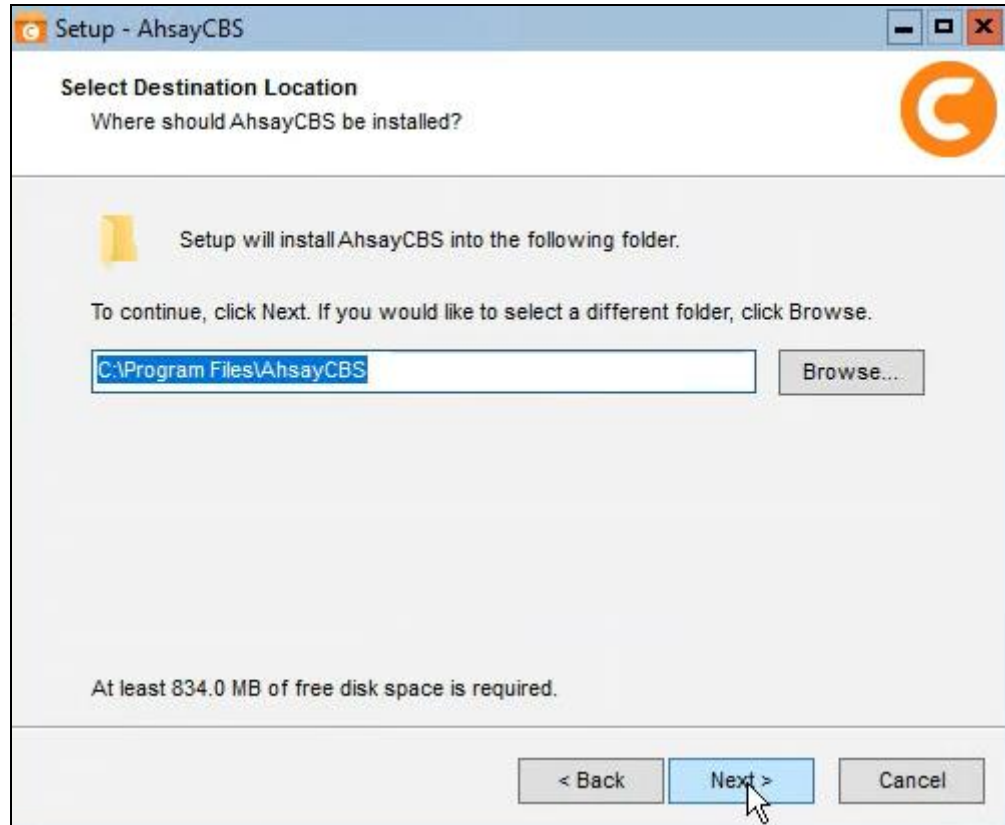 Setup - AhsayCBS
Select Destination Location
Where should AhsayCBS be installed?
Setup will install AhsayCBS into the following folder.
To continue, click Next. If you would like to select a different folder, click Browse.
C:\Program Files\AhsayCBS
Browse...
At least 834.0 MB of free disk space is required.
< Back
Next >
Cancel